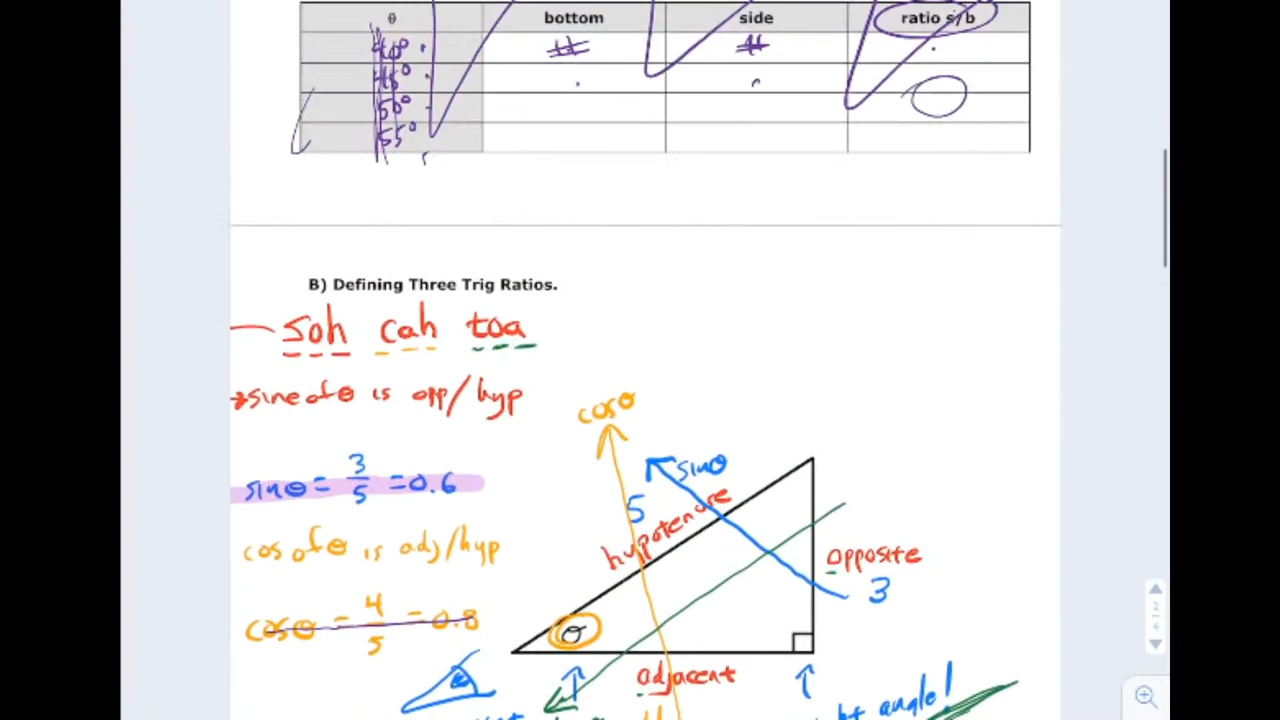 θ bottom side ratio s/b
40° # #
45°
50°
55°
B) Defining Three Trig Ratios.
soh cah toa
sine of θ is opp/hyp
cosθ
sinθ
sinθ = 3/5 = 0.6
5
hypotenuse
cos of θ is adj/hyp
opposite
3
cosθ = 4/5 = 0.8
θ
adjacent
angle!
4